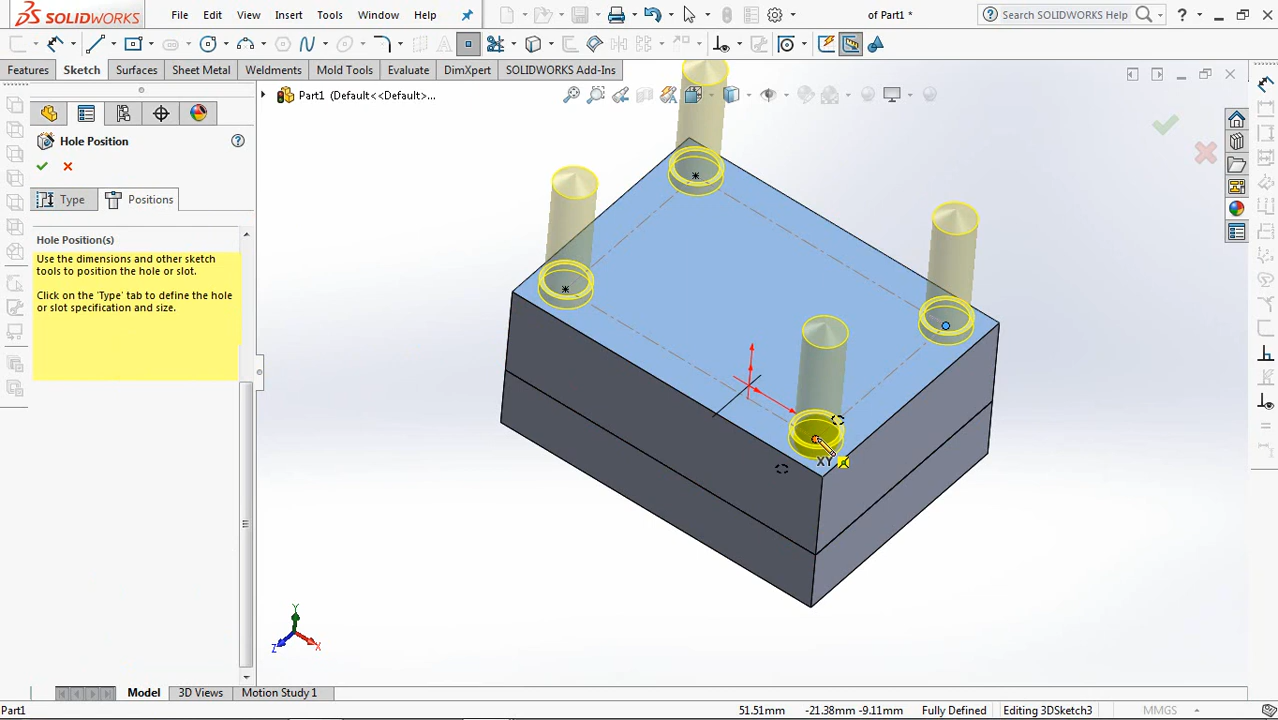 SOLIDWORKS
File
Edit
View
Insert
Tools
Window
Help
of Part1 *
Search SOLIDWORKS Help
?
Features
Sketch
Surfaces
Sheet Metal
Weldments
Mold Tools
Evaluate
DimXpert
SOLIDWORKS Add-Ins
Part1 (Default<<Default>...
Hole Position
?
Type
Positions
Hole Position(s)
Use the dimensions and other sketch
tools to position the hole or slot.
Click on the 'Type' tab to define the hole
or slot specification and size.
XY
Y
Z
X
Model
3D Views
Motion Study 1
Part1
51.51mm
-21.38mm -9.11mm
Fully Defined
Editing 3DSketch3
MMGS